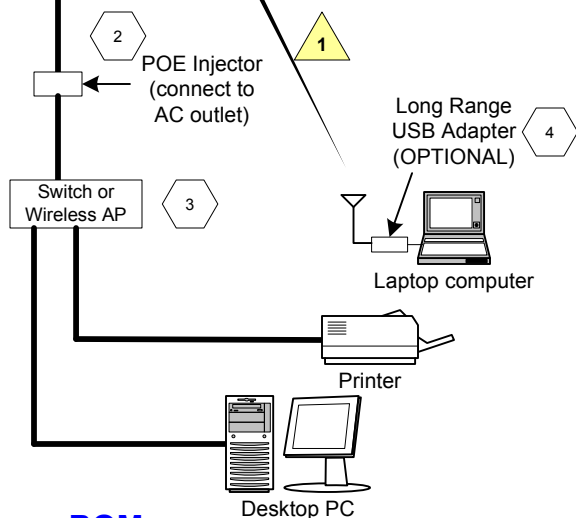 2
1
POE Injector
(connect to
AC outlet)
Long Range
USB Adapter
(OPTIONAL)
4
Switch or
Wireless AP
3
Laptop computer
Printer
Desktop PC